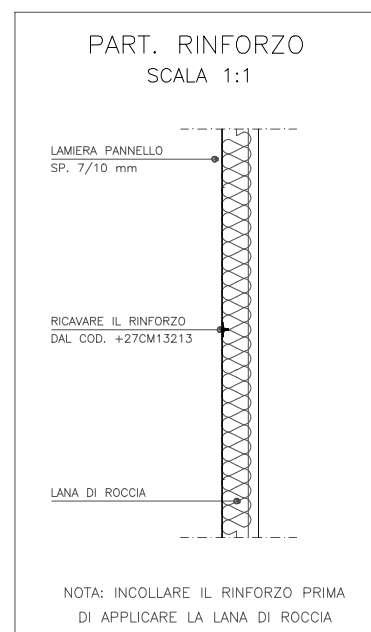 PART. RINFORZO
SCALA 1:1
LAMIERA PANNELLO
SP. 7/10 mm
RICAVARE IL RINFORZO
DAL COD. +27CM13213
LANA DI ROCCIA
NOTA: INCOLLARE IL RINFORZO PRIMA
DI APPLICARE LA LANA DI ROCCIA